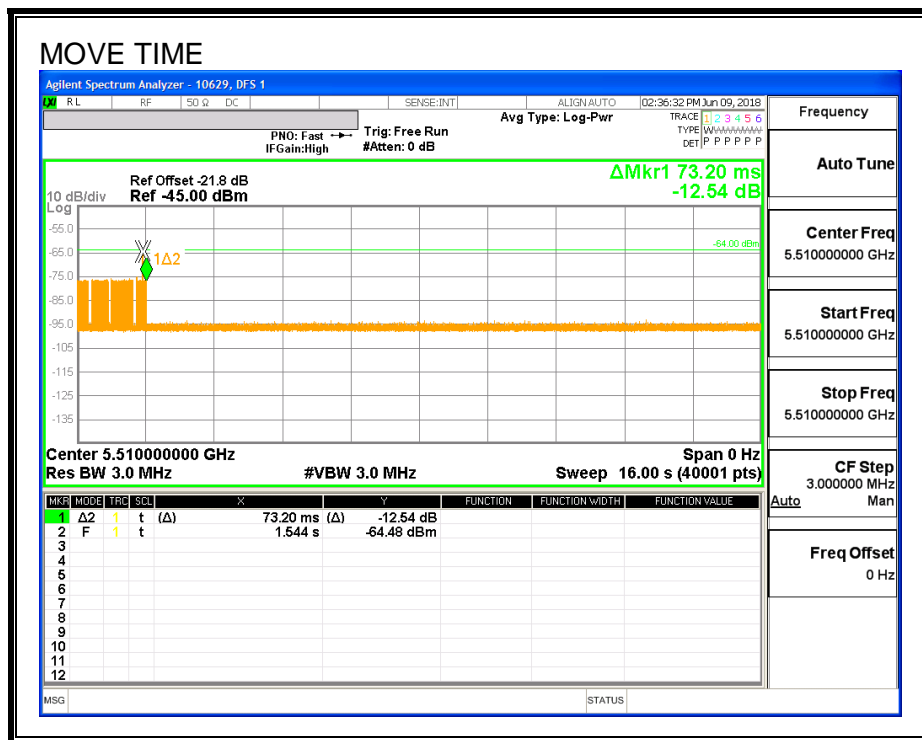 MOVE TIME
Agilent Spectrum Analyzer - 10629, DFS 1
LXI RL RF 50 Ω DC SENSE:INT ALIGN AUTO 02:36:32 PM Jun 09, 2018
Avg Type: Log-Pwr
TRACE 1 2 3 4 5 6
TYPE WWWWWW
DET P P P P P P
PNO: Fast Trig: Free Run
IFGain:High #Atten: 0 dB
Frequency
Auto Tune
Center Freq
5.510000000 GHz
Start Freq
5.510000000 GHz
Stop Freq
5.510000000 GHz
CF Step
3.000000 MHz
Auto Man
Freq Offset
0 Hz
ΔMkr1 73.20 ms
-12.54 dB
Ref Offset -21.8 dB
10 dB/div Ref -45.00 dBm
Log
-55.0
-64.00 dBm
-65.0
1Δ2
-75.0
-85.0
-95.0
-105
-115
-125
-135
Center 5.510000000 GHz Span 0 Hz
Res BW 3.0 MHz #VBW 3.0 MHz Sweep 16.00 s (40001 pts)
MKR MODE TRC SCL X Y FUNCTION FUNCTION WIDTH FUNCTION VALUE
1 Δ2 1 t (Δ) 73.20 ms (Δ) -12.54 dB
2 F 1 t 1.544 s -64.48 dBm
3
4
5
6
7
8
9
10
11
12
MSG STATUS